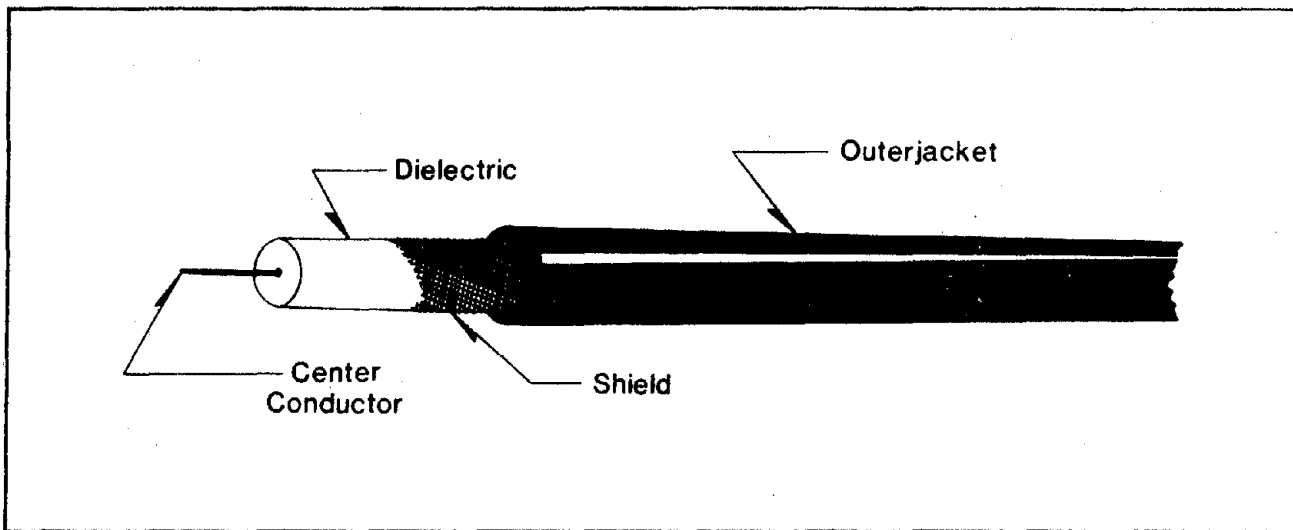 Dielectric
Outerjacket
Center
Conductor
Shield